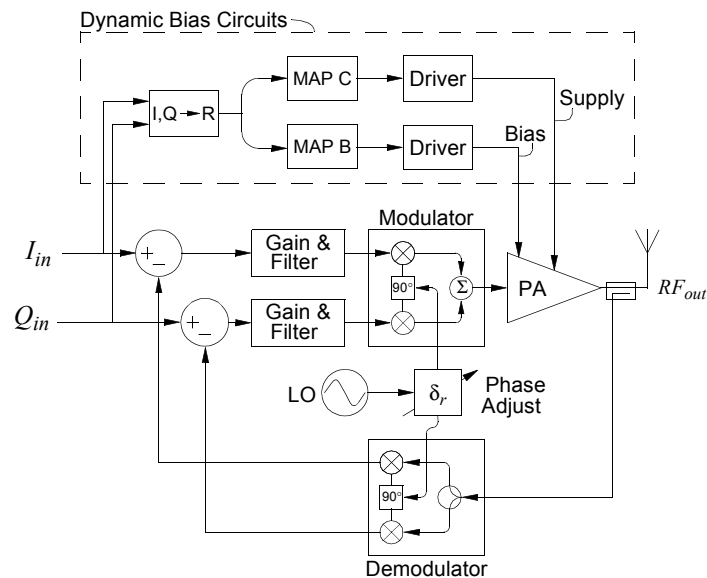 Dynamic Bias Circuits
I,Q → R
MAP C
Driver
Supply
MAP B
Driver
Bias
I_in
+
−
Gain &
Filter
Modulator
90°
Σ
PA
RF_out
Q_in
+
−
Gain &
Filter
LO
δ_r
Phase
Adjust
90°
Demodulator